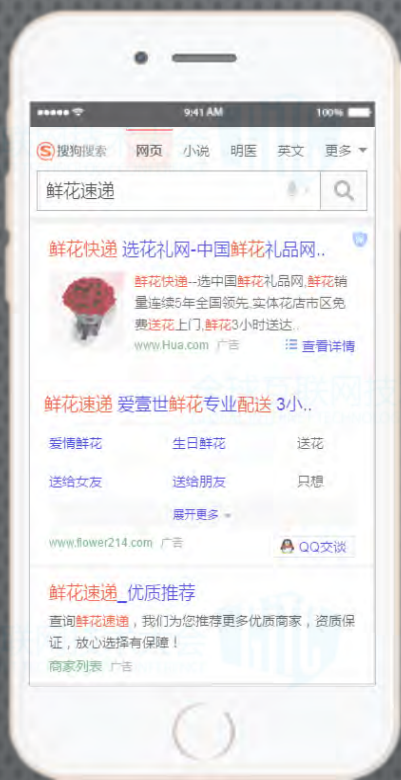 9:41 AM
100%
搜狗搜索 网页 小说 明医 英文 更多
鲜花速递
鲜花快递 选花礼网-中国鲜花礼品网..
鲜花快递--选中国鲜花礼品网,鲜花销
量连续5年全国领先,实体花店市区免
费送花上门,鲜花3小时送达..
www.Hua.com 广告
查看详情
鲜花速递 爱壹世鲜花专业配送 3小..
爱情鲜花 生日鲜花 送花
送给女友 送给朋友 只想
展开更多
www.flower214.com 广告
QQ交谈
鲜花速递_优质推荐
查询鲜花速递，我们为您推荐更多优质商家，资质保
证，放心选择有保障！
商家列表 广告